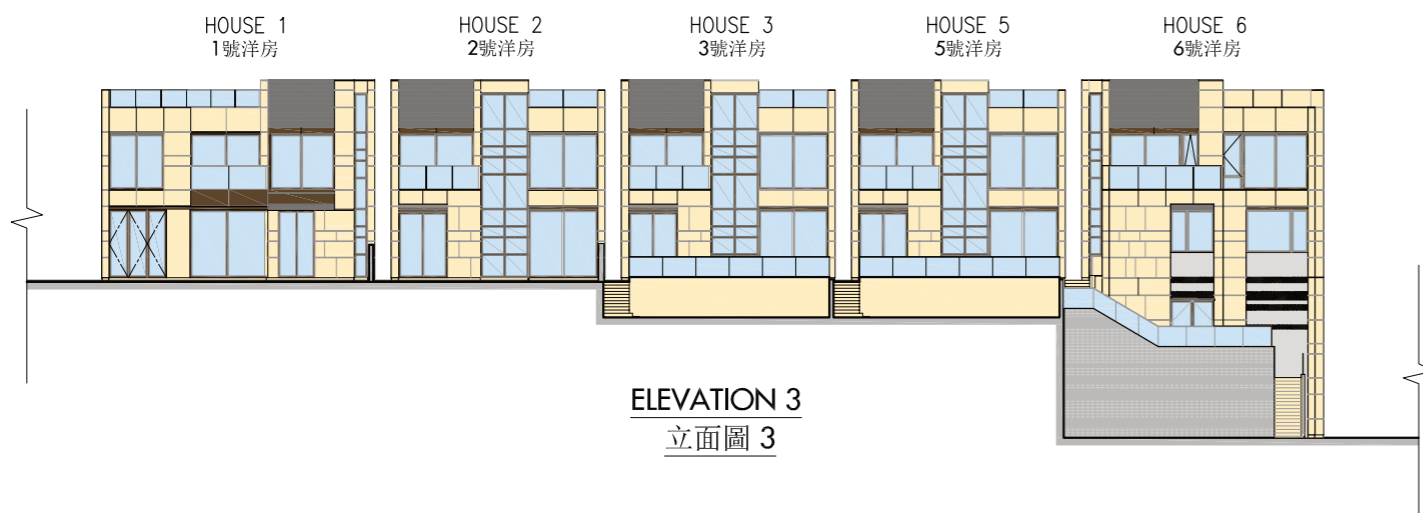 HOUSE 1
1號洋房
HOUSE 2
2號洋房
HOUSE 3
3號洋房
HOUSE 5
5號洋房
HOUSE 6
6號洋房
ELEVATION 3
立面圖 3